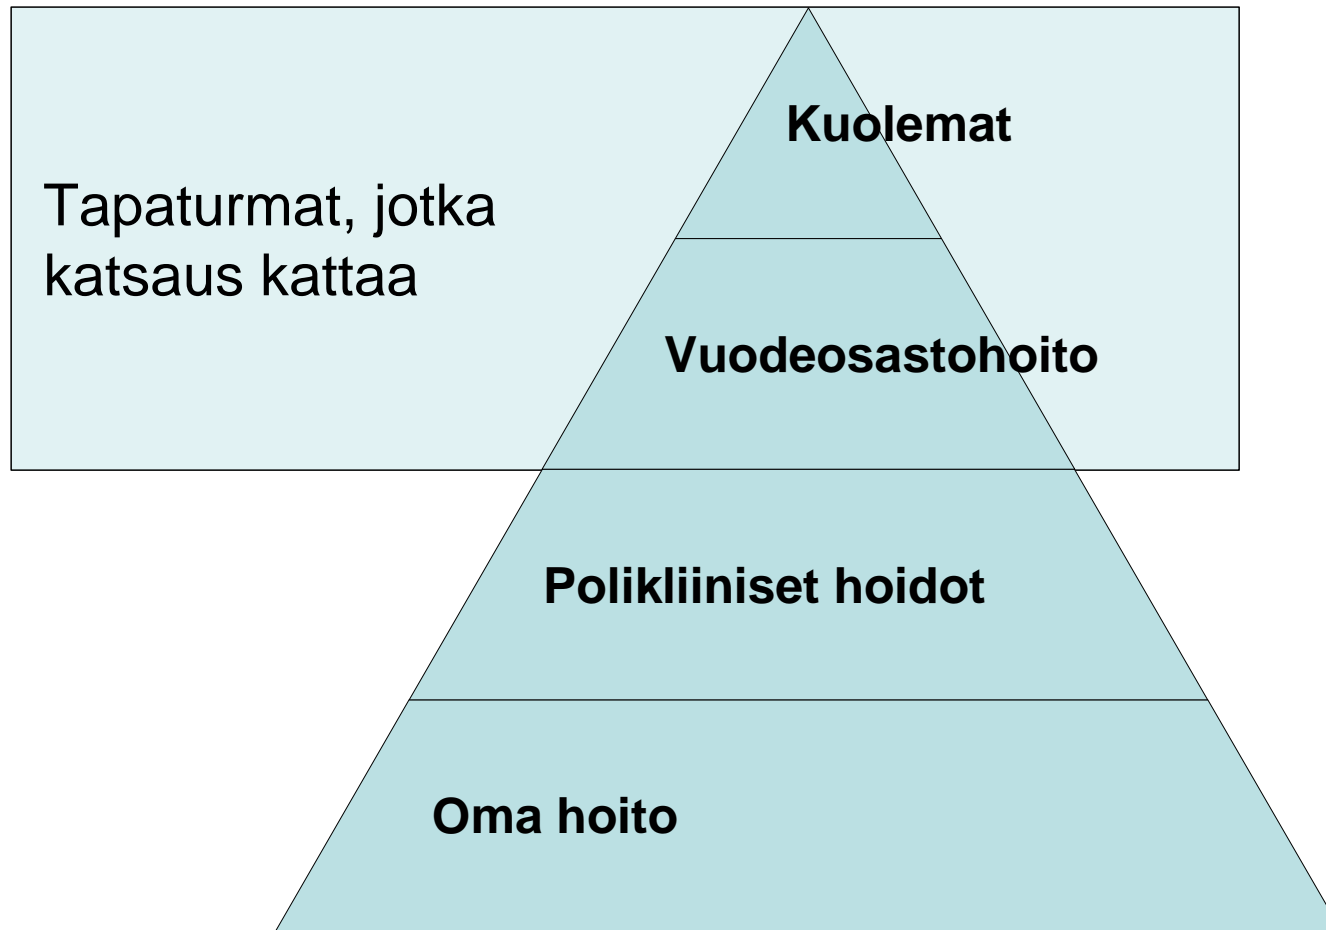 Kuolemat
Tapaturmat, jotka
katsaus kattaa
Vuodeosastohoito
Polikliiniset hoidot
Oma hoito